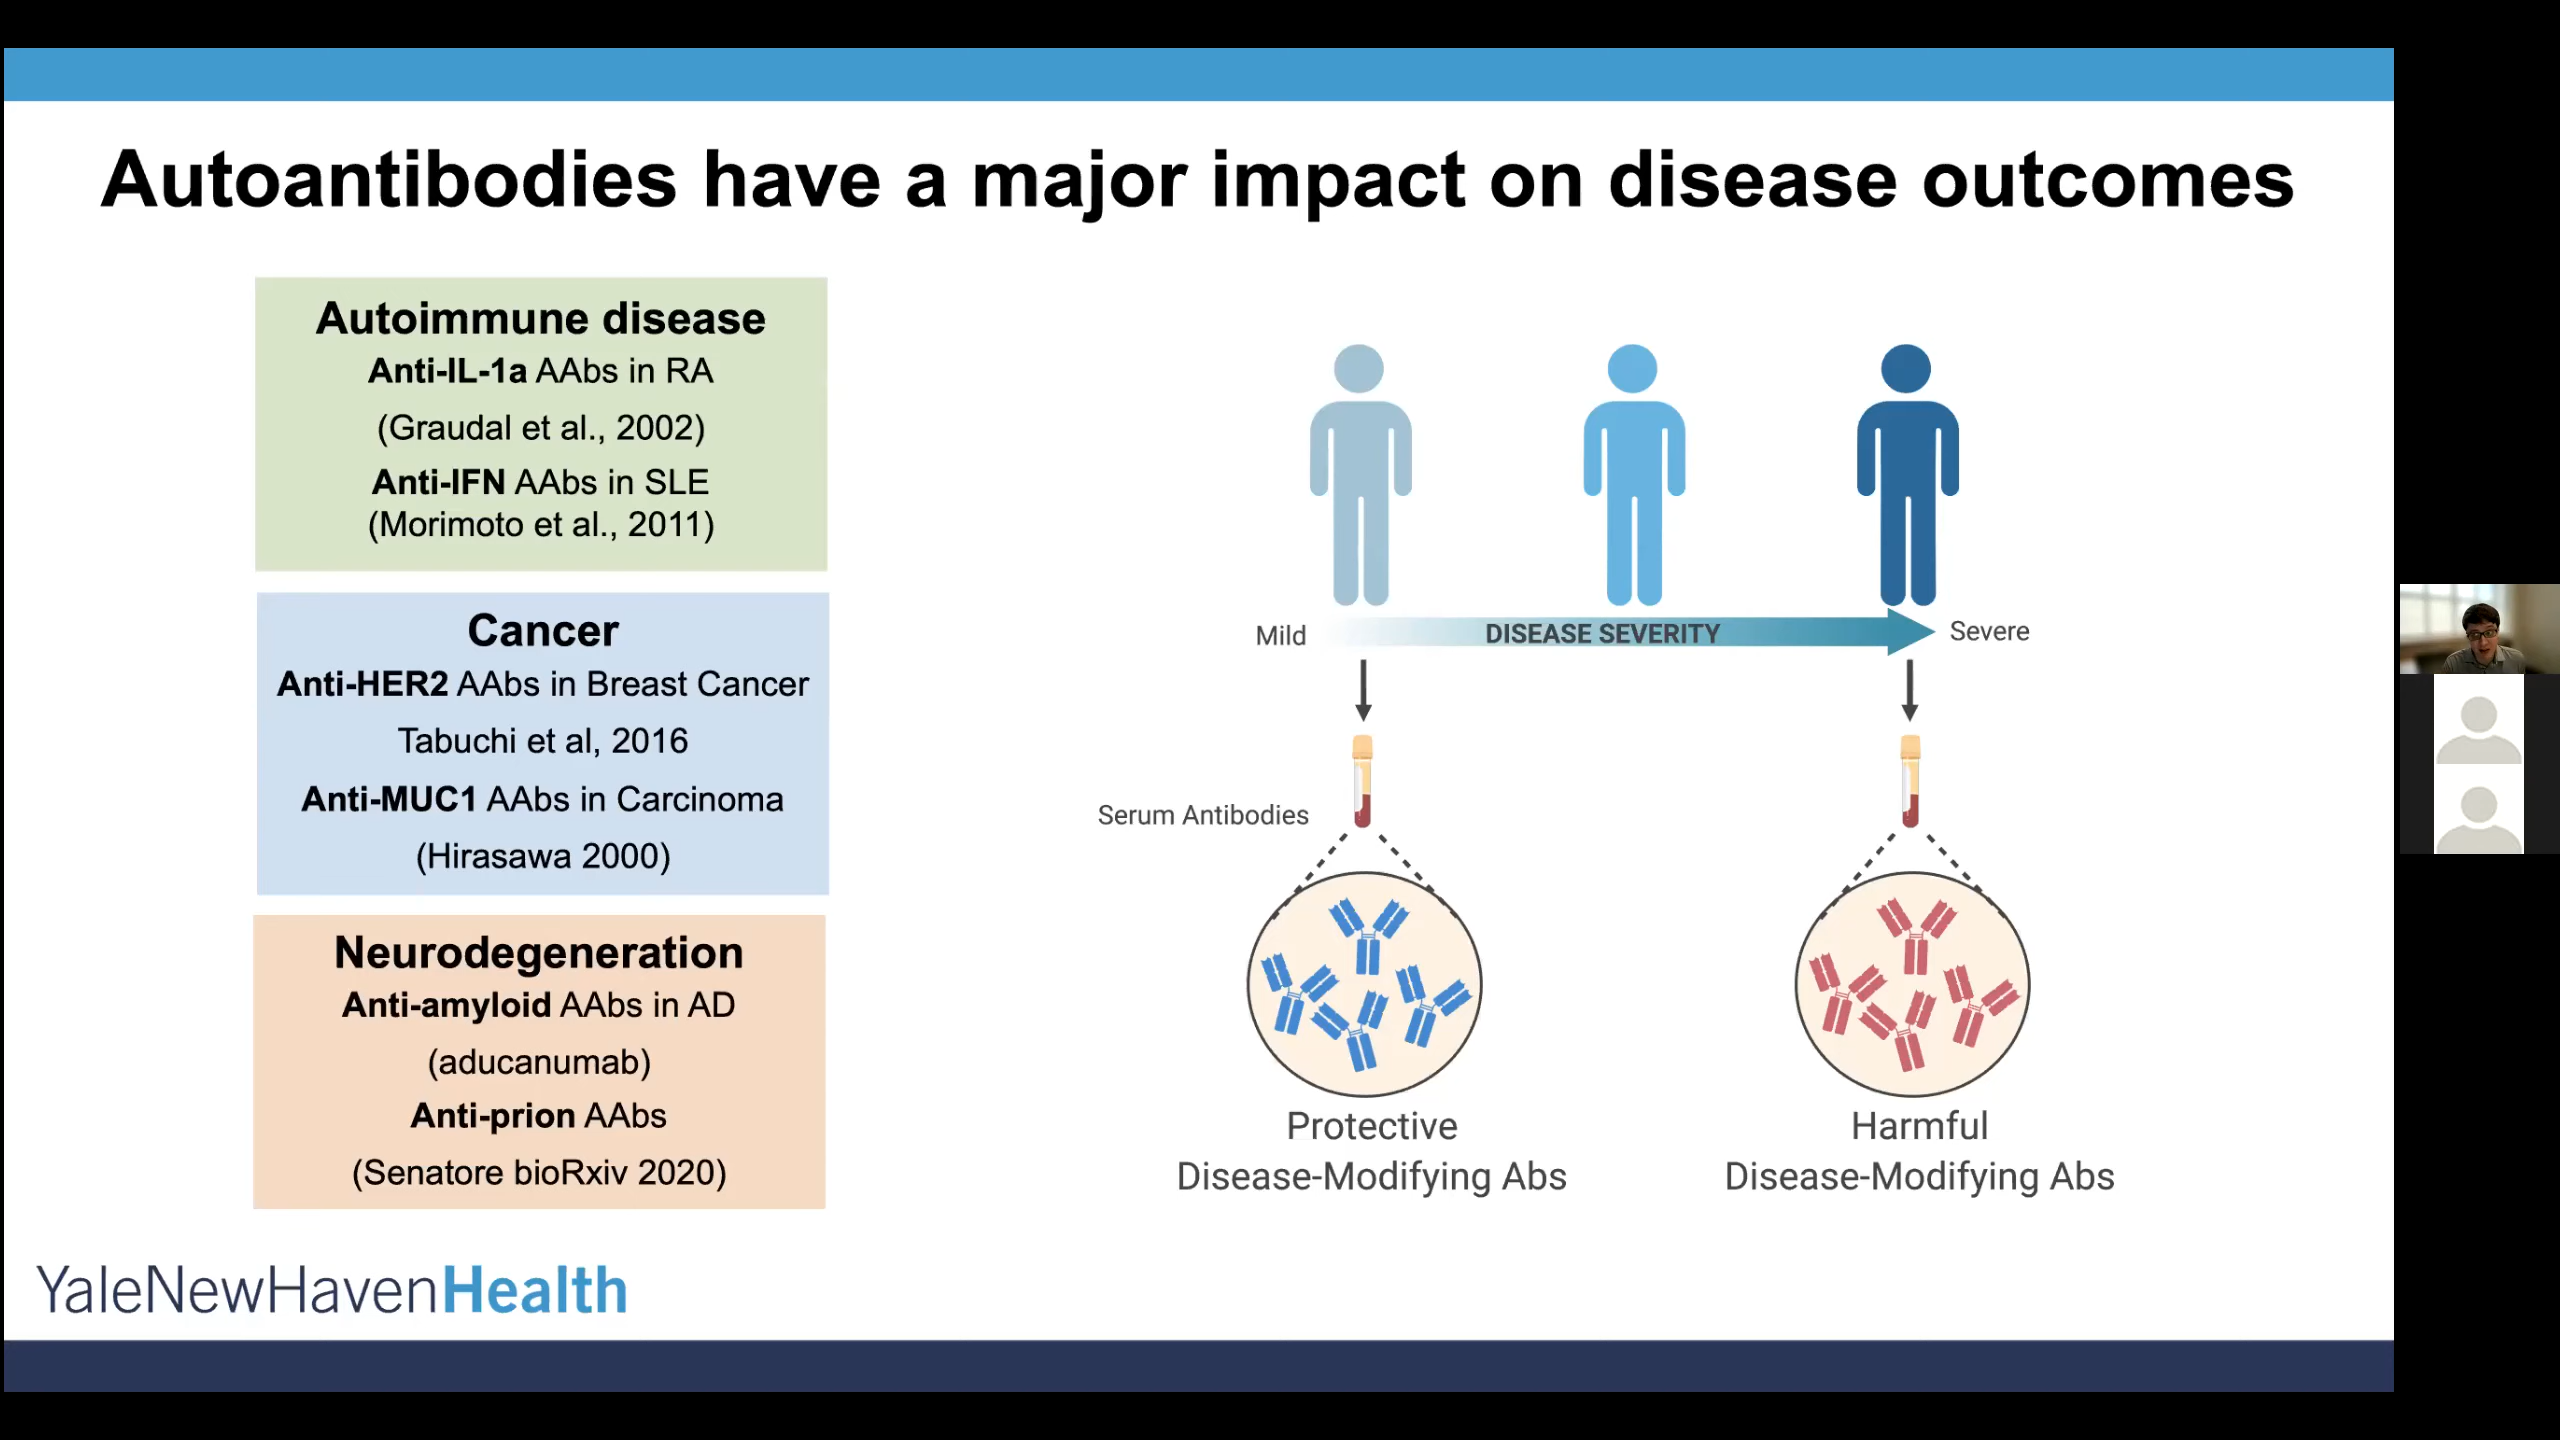 Autoantibodies have a major impact on disease outcomes
Autoimmune disease
Anti-IL-1a AAbs in RA
(Graudal et al., 2002)
Anti-IFN AAbs in SLE
(Morimoto et al., 2011)
Cancer
Anti-HER2 AAbs in Breast Cancer
Tabuchi et al, 2016
Anti-MUC1 AAbs in Carcinoma
(Hirasawa 2000)
Neurodegeneration
Anti-amyloid AAbs in AD
(aducanumab)
Anti-prion AAbs
(Senatore bioRxiv 2020)
Mild
DISEASE SEVERITY
Severe
Serum Antibodies
Protective
Disease-Modifying Abs
Harmful
Disease-Modifying Abs
YaleNewHavenHealth